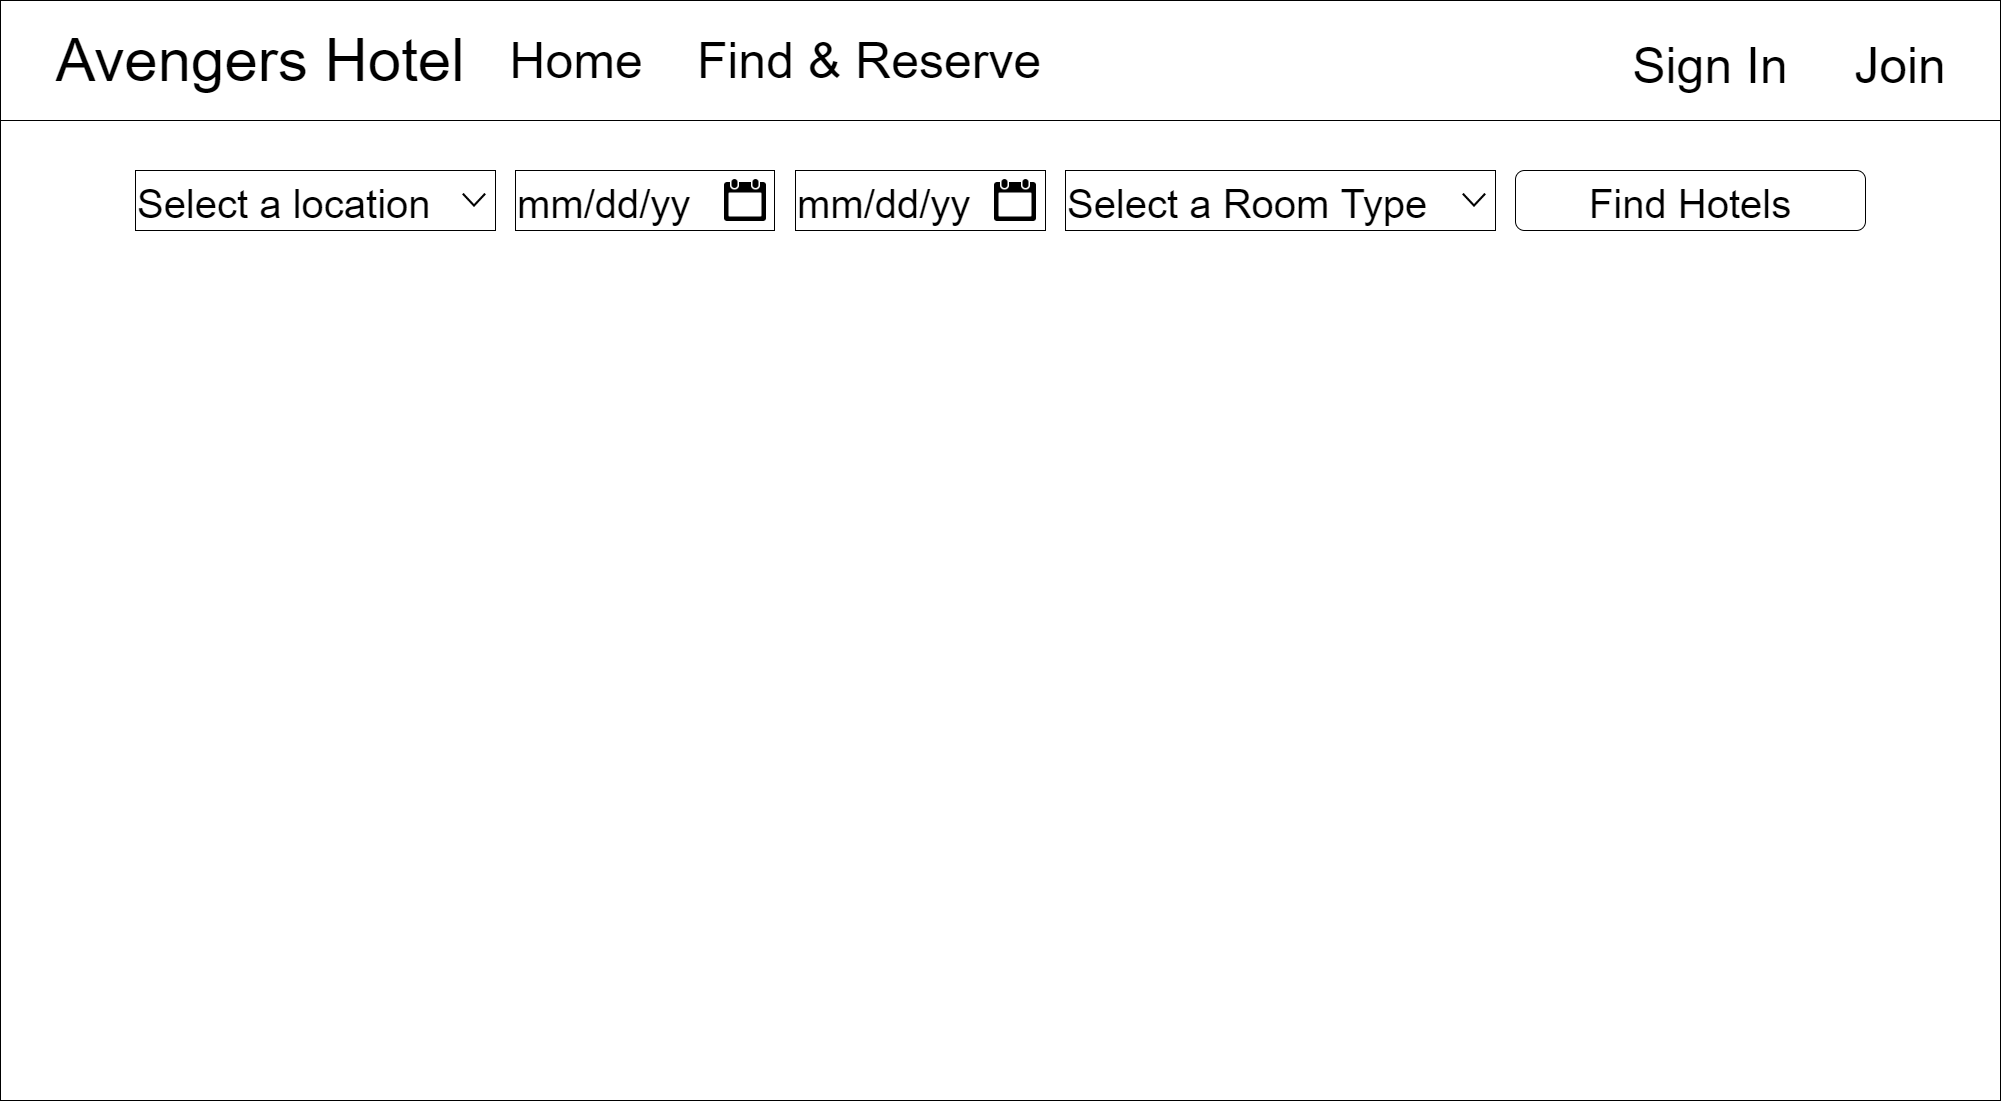 Avengers Hotel Home Find & Reserve Sign In Join
Select a location mm/dd/yy mm/dd/yy Select a Room Type Find Hotels